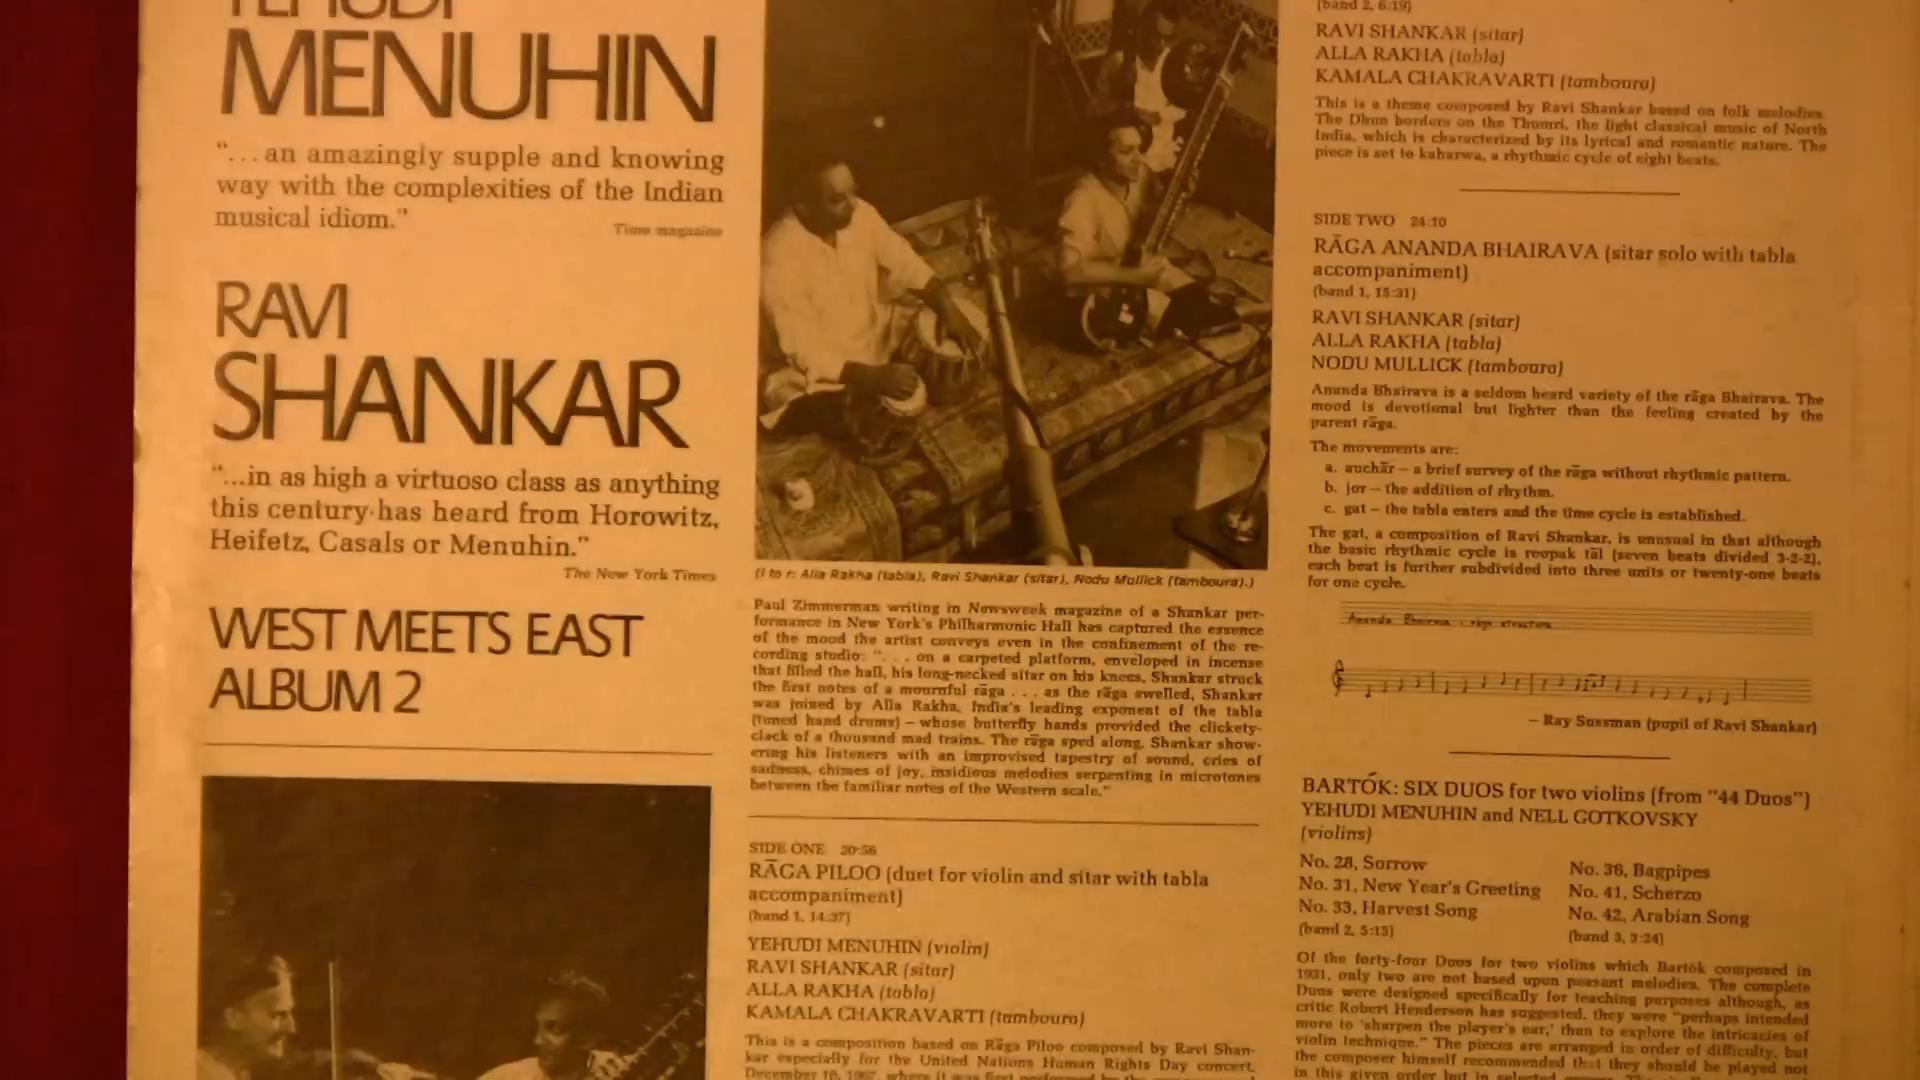 YEHUDI
MENUHIN
"...an amazingly supple and knowing
way with the complexities of the Indian
musical idiom."
Time magazine
RAVI
SHANKAR
"...in as high a virtuoso class as anything
this century has heard from Horowitz,
Heifetz, Casals or Menuhin."
The New York Times
WEST MEETS EAST
ALBUM 2
(l to r: Alla Rakha (tabla), Ravi Shankar (sitar), Nodu Mullick (tamboura).)
Paul Zimmerman writing in Newsweek magazine of a Shankar per-
formance in New York's Philharmonic Hall has captured the essence
of the mood the artist conveys even in the confinement of the re-
cording studio: "... on a carpeted platform, enveloped in incense
that filled the hall, his long-necked sitar on his knees, Shankar struck
the first notes of a mournful rāga ... as the rāga swelled, Shankar
was joined by Alla Rakha, India's leading exponent of the tabla
(tuned hand drums) – whose butterfly hands provided the clickety-
clack of a thousand mad trains. The rāga sped along, Shankar show-
ering his listeners with an improvised tapestry of sound, cries of
sadness, chimes of joy, insidious melodies serpenting in microtones
between the familiar notes of the Western scale."
SIDE ONE 20:56
RĀGA PILOO (duet for violin and sitar with tabla
accompaniment)
(band 1, 14:37)
YEHUDI MENUHIN (violin)
RAVI SHANKAR (sitar)
ALLA RAKHA (tabla)
KAMALA CHAKRAVARTI (tamboura)
This is a composition based on Rāga Piloo composed by Ravi Shan-
kar especially for the United Nations Human Rights Day concert,
December 10, 1967, where it was first performed by the
(band 2, 6:19)
RAVI SHANKAR (sitar)
ALLA RAKHA (tabla)
KAMALA CHAKRAVARTI (tamboura)
This is a theme composed by Ravi Shankar based on folk melodies.
The Dhun borders on the Thumri, the light classical music of North
India, which is characterized by its lyrical and romantic nature. The
piece is set to kaharwa, a rhythmic cycle of eight beats.
SIDE TWO 24:10
RĀGA ANANDA BHAIRAVA (sitar solo with tabla
accompaniment)
(band 1, 15:31)
RAVI SHANKAR (sitar)
ALLA RAKHA (tabla)
NODU MULLICK (tamboura)
Ananda Bhairava is a seldom heard variety of the rāga Bhairava. The
mood is devotional but lighter than the feeling created by the
parent rāga.
The movements are:
a. auchār – a brief survey of the rāga without rhythmic pattern.
b. jor – the addition of rhythm.
c. gat – the tabla enters and the time cycle is established.
The gat, a composition of Ravi Shankar, is unusual in that although
the basic rhythmic cycle is roopak tāl (seven beats divided 3-2-2),
each beat is further subdivided into three units or twenty-one beats
for one cycle.
Ananda Bhairava : rāga structure
– Ray Sussman (pupil of Ravi Shankar)
BARTÓK: SIX DUOS for two violins (from "44 Duos")
YEHUDI MENUHIN and NELL GOTKOVSKY
(violins)
No. 28, Sorrow
No. 31, New Year's Greeting
No. 33, Harvest Song
(band 2, 5:13)
No. 36, Bagpipes
No. 41, Scherzo
No. 42, Arabian Song
(band 3, 3:24)
Of the forty-four Duos for two violins which Bartók composed in
1931, only two are not based upon peasant melodies. The complete
Duos were designed specifically for teaching purposes although, as
critic Robert Henderson has suggested, they were "perhaps intended
more to 'sharpen the player's ear,' than to explore the intricacies of
violin technique." The pieces are arranged in order of difficulty, but
the composer himself recommended that they should be played not
in this given order but in selected